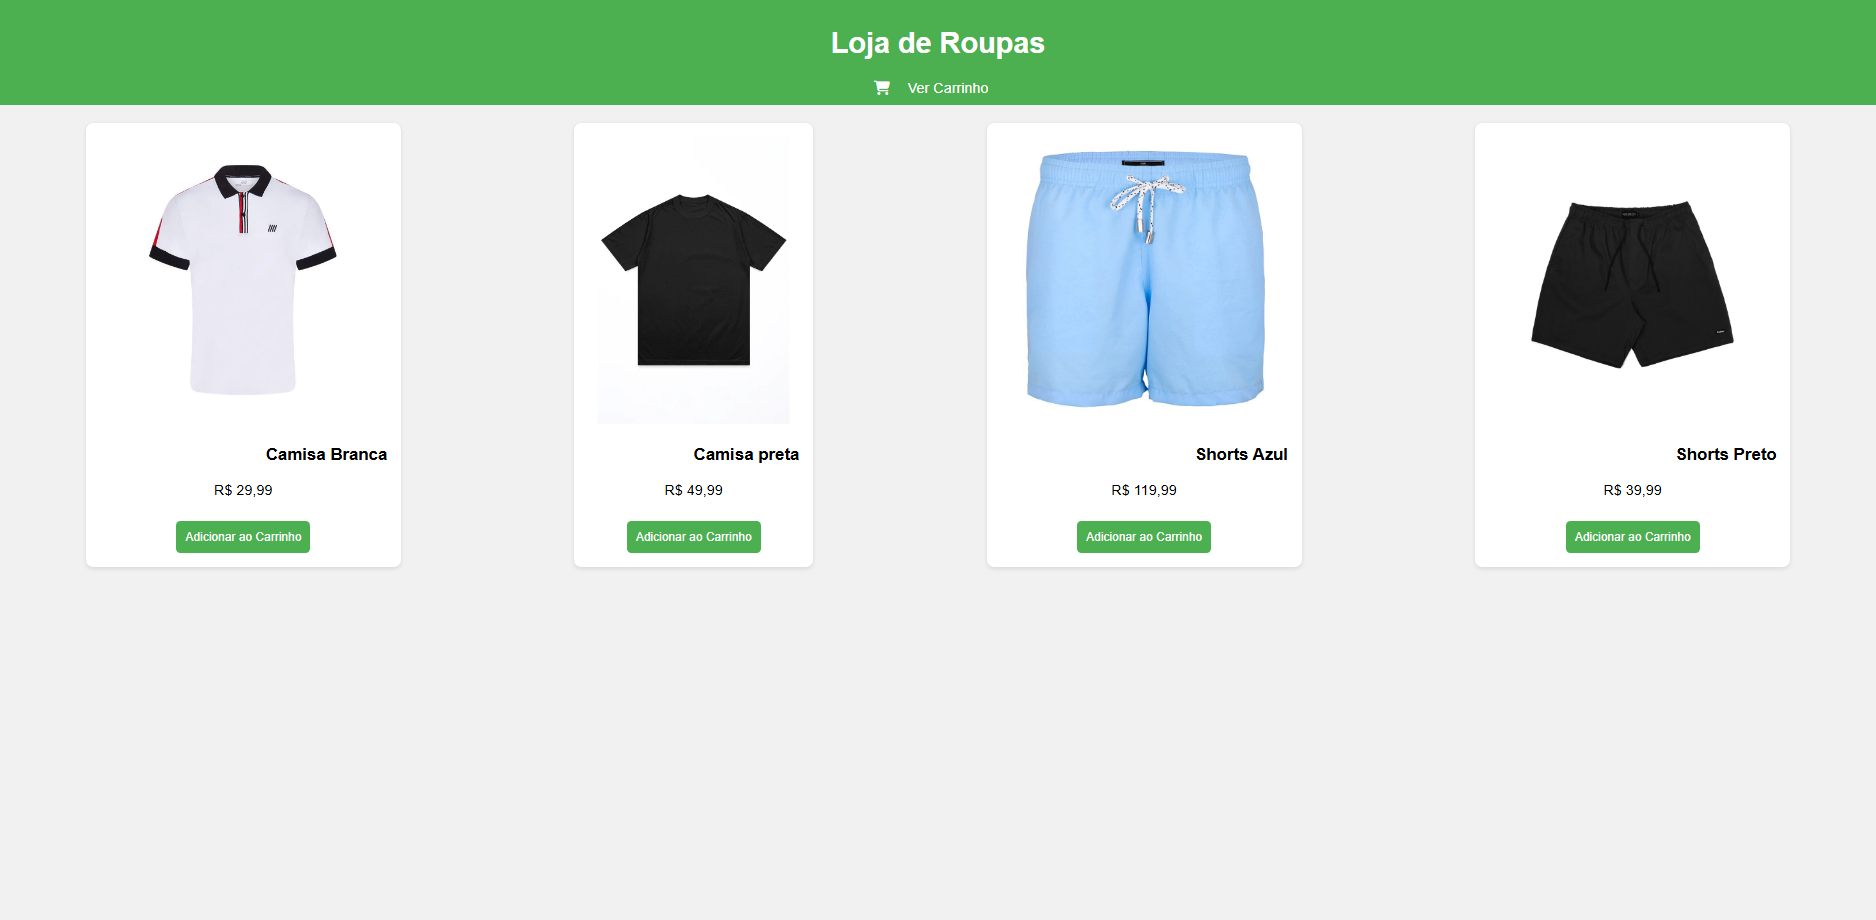 Loja de Roupas
Ver Carrinho
Camisa Branca
R$ 29,99
Adicionar ao Carrinho
Camisa preta
R$ 49,99
Adicionar ao Carrinho
Shorts Azul
R$ 119,99
Adicionar ao Carrinho
Shorts Preto
R$ 39,99
Adicionar ao Carrinho